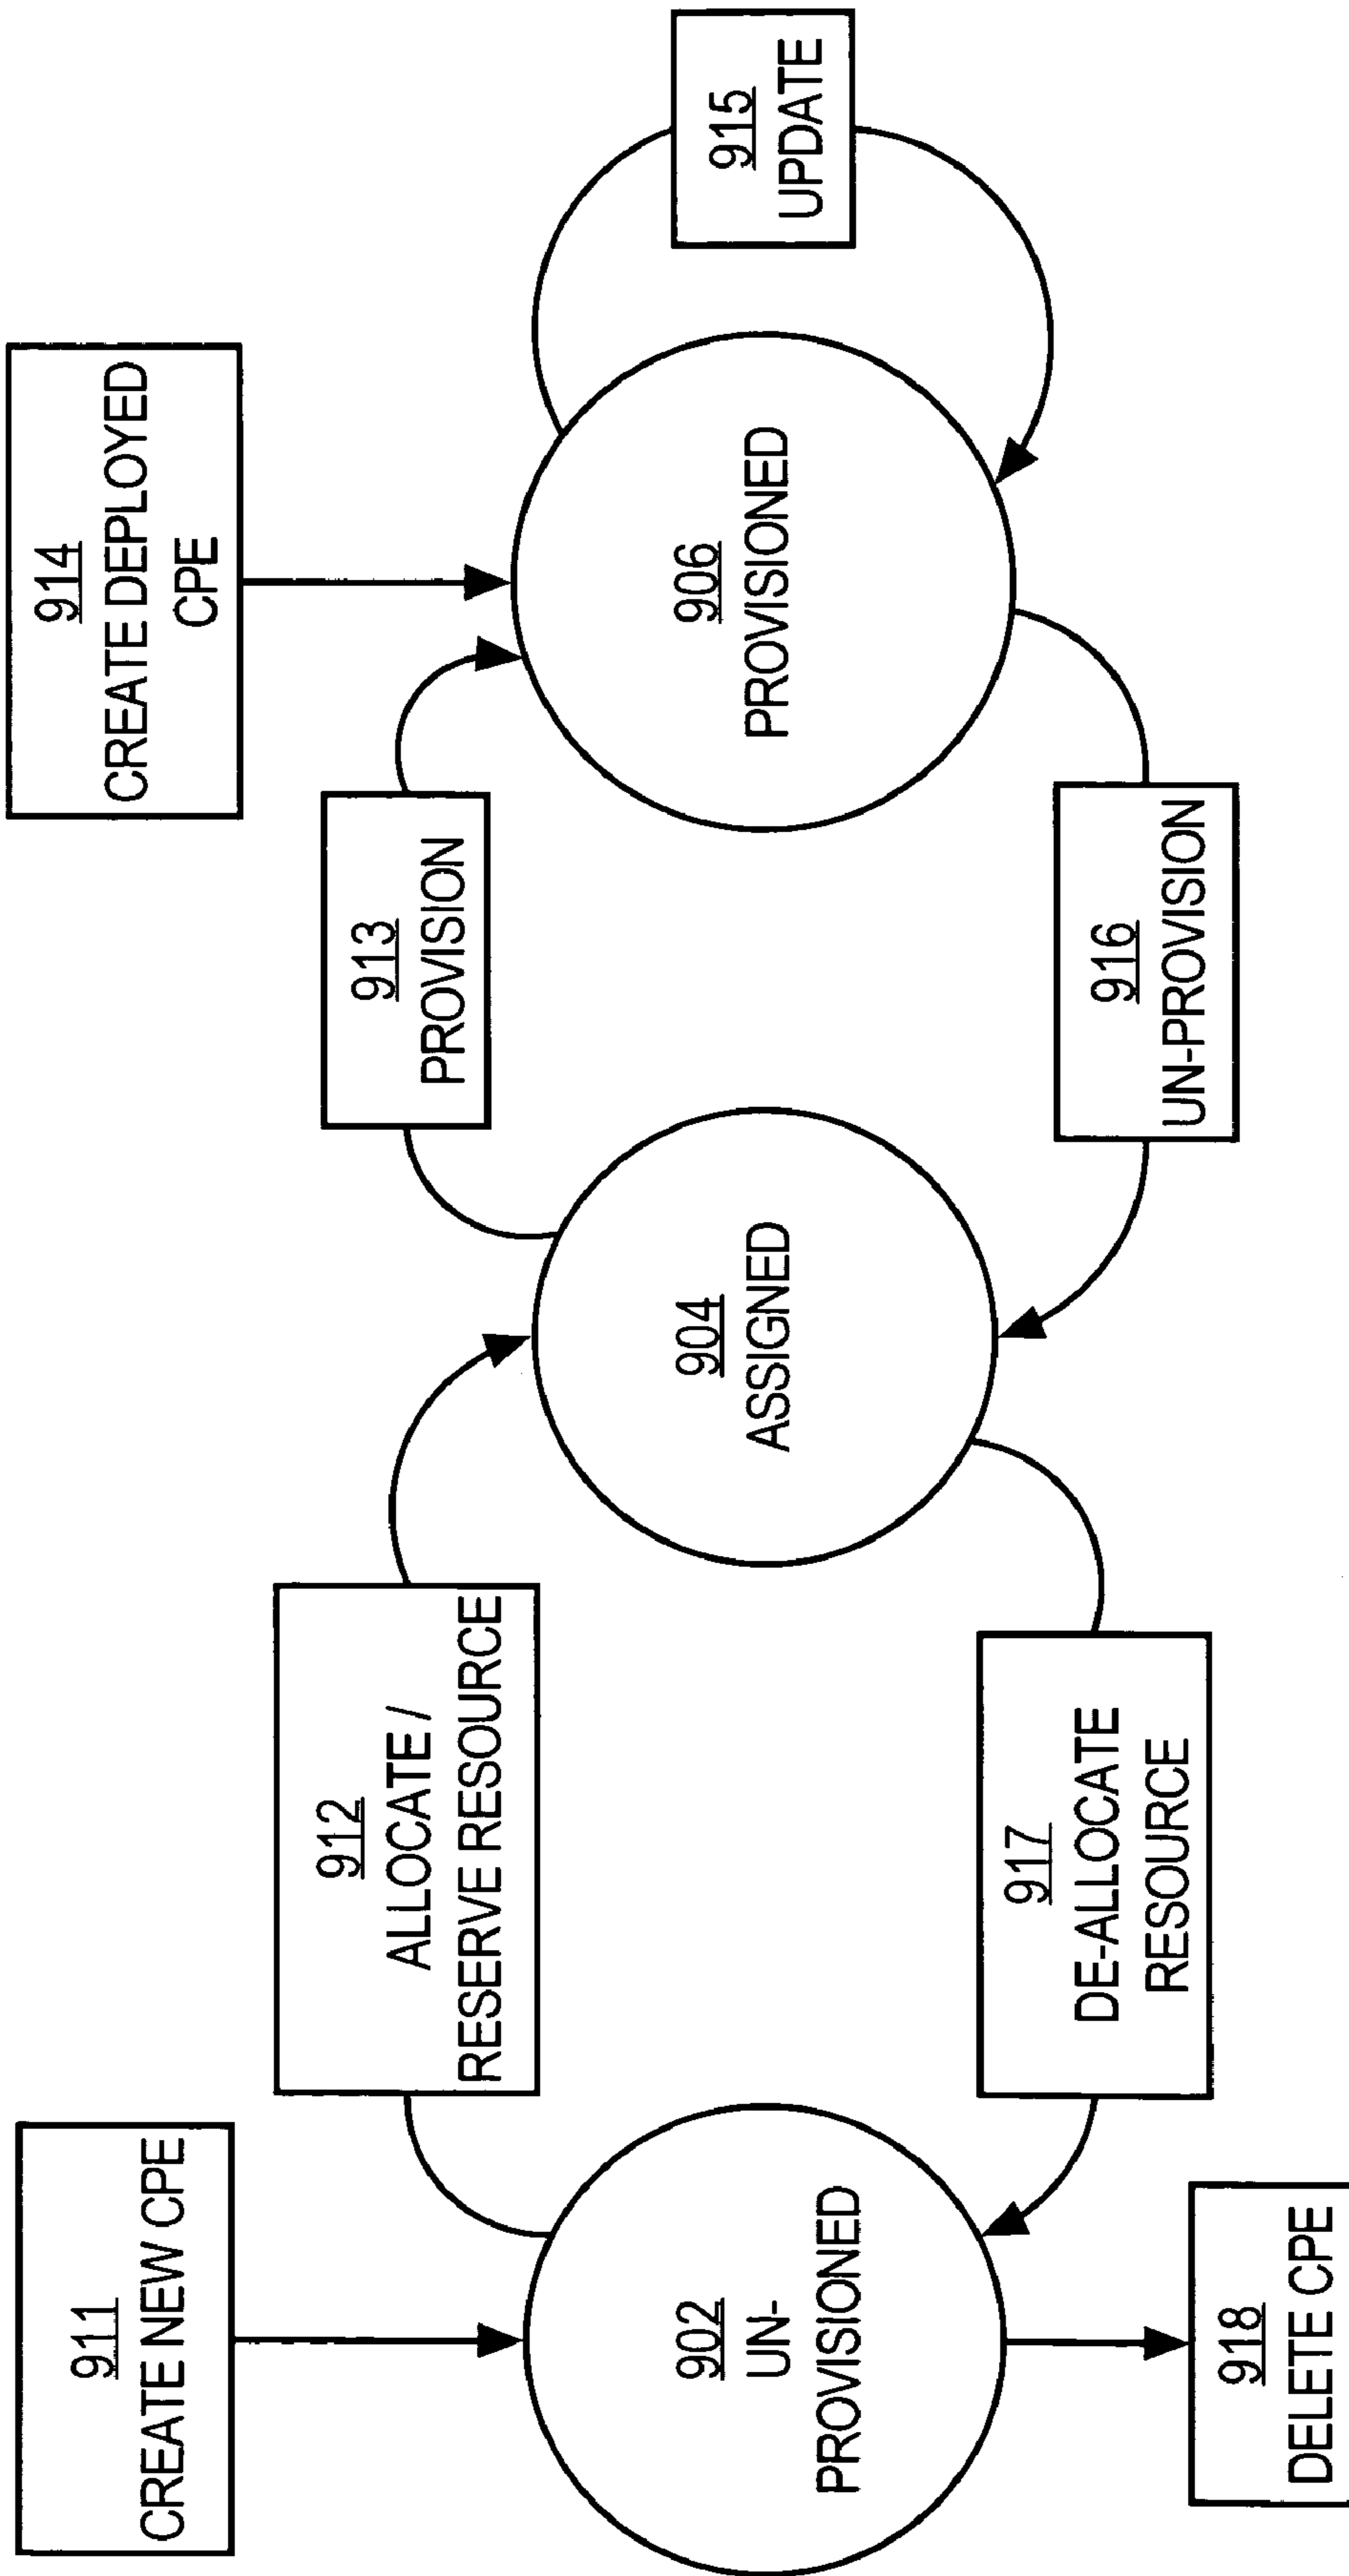 911
CREATE NEW CPE
914
CREATE DEPLOYED
CPE
912
ALLOCATE /
RESERVE RESOURCE
913
PROVISION
902
UN-
PROVISIONED
904
ASSIGNED
906
PROVISIONED
915
UPDATE
917
DE-ALLOCATE
RESOURCE
916
UN-PROVISION
918
DELETE CPE